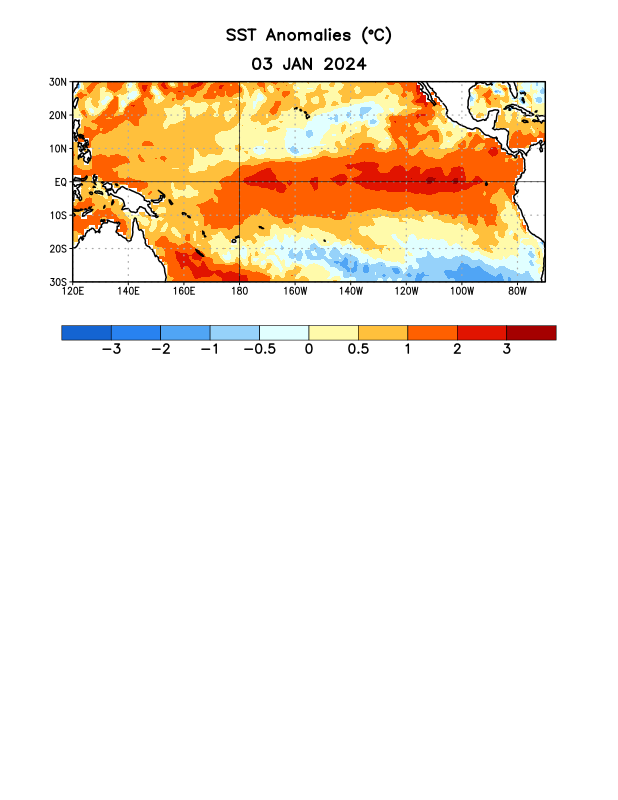 SST Anomalies (°C)
03 JAN 2024
30N
20N
10N
EQ
10S
20S
30S
120E 140E 160E 180 160W 140W 120W 100W 80W
−3 −2 −1 −0.5 0 0.5 1 2 3